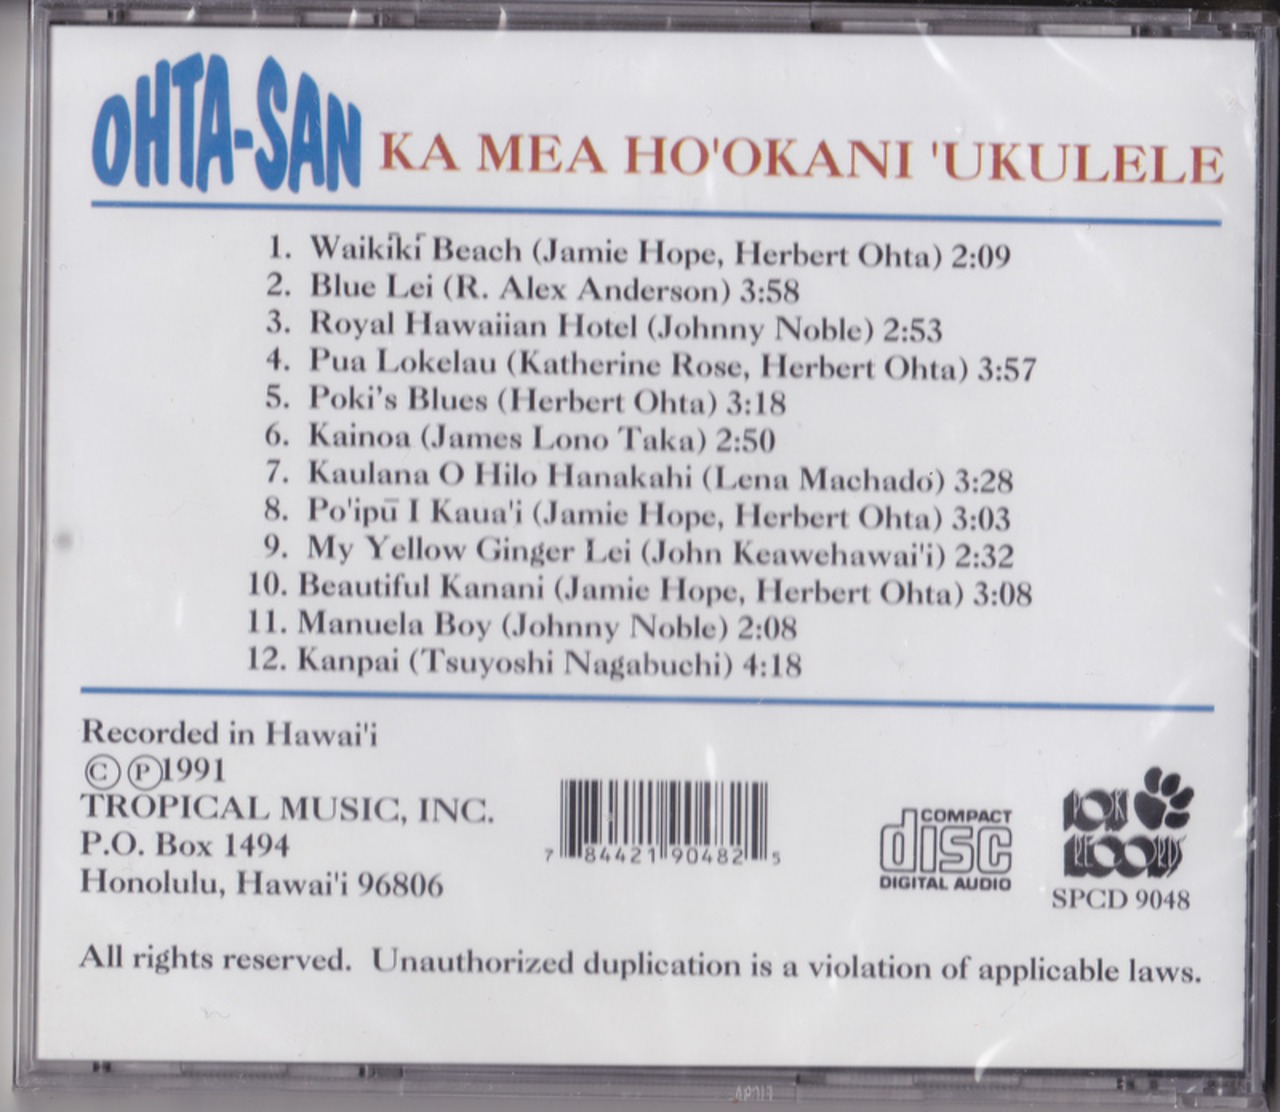 OHTA-SAN KA MEA HO'OKANI 'UKULELE
1. Waikīkī Beach (Jamie Hope, Herbert Ohta) 2:09
2. Blue Lei (R. Alex Anderson) 3:58
3. Royal Hawaiian Hotel (Johnny Noble) 2:53
4. Pua Lokelau (Katherine Rose, Herbert Ohta) 3:57
5. Poki's Blues (Herbert Ohta) 3:18
6. Kainoa (James Lono Taka) 2:50
7. Kaulana O Hilo Hanakahi (Lena Machado) 3:28
8. Po'ipū I Kaua'i (Jamie Hope, Herbert Ohta) 3:03
9. My Yellow Ginger Lei (John Keawehawai'i) 2:32
10. Beautiful Kanani (Jamie Hope, Herbert Ohta) 3:08
11. Manuela Boy (Johnny Noble) 2:08
12. Kanpai (Tsuyoshi Nagabuchi) 4:18
Recorded in Hawai'i
© ℗1991
TROPICAL MUSIC, INC.
P.O. Box 1494
Honolulu, Hawai'i 96806
7 84421 90482 5
COMPACT
disc
DIGITAL AUDIO
POKI
RECORDS
SPCD 9048
All rights reserved. Unauthorized duplication is a violation of applicable laws.